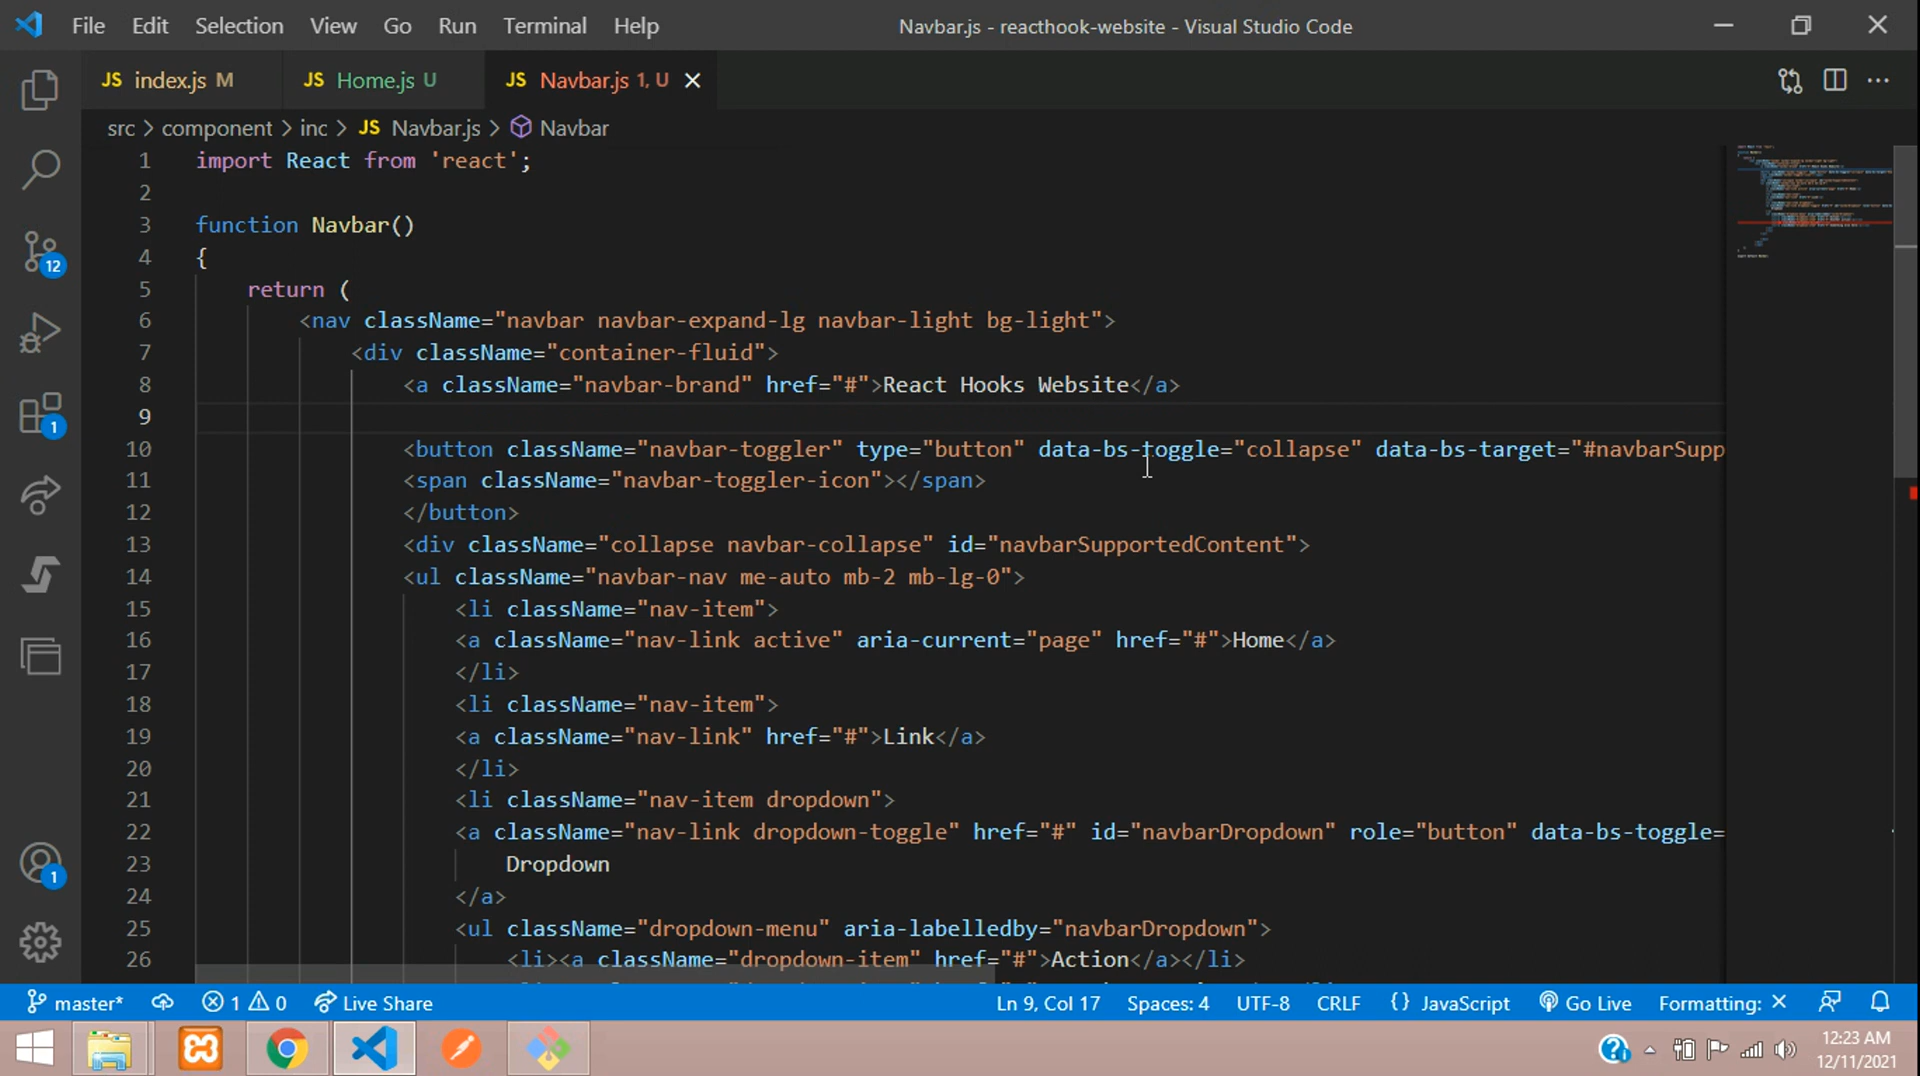 File Edit Selection View Go Run Terminal Help Navbar.js - reacthook-website - Visual Studio Code
JS index.js M JS Home.js U JS Navbar.js 1, U
src > component > inc > JS Navbar.js > Navbar
1 import React from 'react';
2
3 function Navbar()
4 {
5 return (
6 <nav className="navbar navbar-expand-lg navbar-light bg-light">
7 <div className="container-fluid">
8 <a className="navbar-brand" href="#">React Hooks Website</a>
9
10 <button className="navbar-toggler" type="button" data-bs-toggle="collapse" data-bs-target="#navbarSupp
11 <span className="navbar-toggler-icon"></span>
12 </button>
13 <div className="collapse navbar-collapse" id="navbarSupportedContent">
14 <ul className="navbar-nav me-auto mb-2 mb-lg-0">
15 <li className="nav-item">
16 <a className="nav-link active" aria-current="page" href="#">Home</a>
17 </li>
18 <li className="nav-item">
19 <a className="nav-link" href="#">Link</a>
20 </li>
21 <li className="nav-item dropdown">
22 <a className="nav-link dropdown-toggle" href="#" id="navbarDropdown" role="button" data-bs-toggle=
23 Dropdown
24 </a>
25 <ul className="dropdown-menu" aria-labelledby="navbarDropdown">
26 <li><a className="dropdown-item" href="#">Action</a></li>
12
1
1
master* 1 0 Live Share Ln 9, Col 17 Spaces: 4 UTF-8 CRLF {} JavaScript Go Live Formatting: ×
12:23 AM
12/11/2021